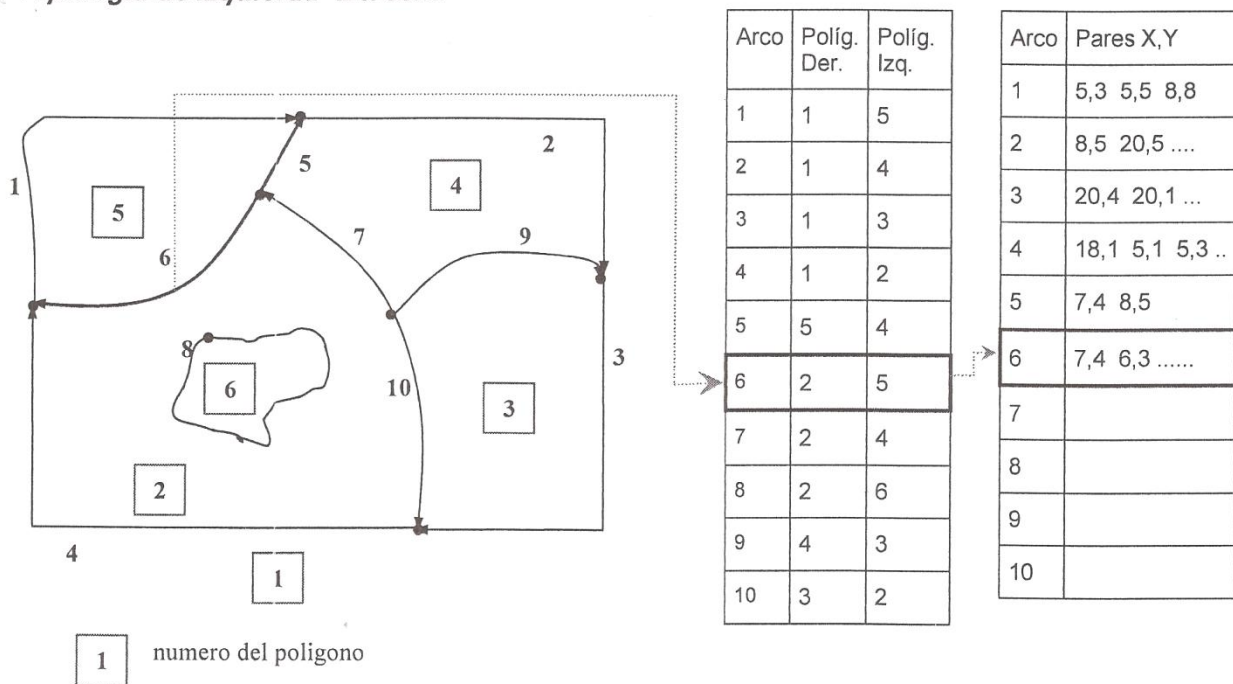 1
5
6
5
2
4
7
9
8
6
10
3
3
2
4
1
1 numero del poligono
Arco Políg. Der. Políg. Izq.
1 1 5
2 1 4
3 1 3
4 1 2
5 5 4
6 2 5
7 2 4
8 2 6
9 4 3
10 3 2
Arco Pares X,Y
1 5,3 5,5 8,8
2 8,5 20,5 ....
3 20,4 20,1 ...
4 18,1 5,1 5,3 ..
5 7,4 8,5
6 7,4 6,3 ......
7
8
9
10